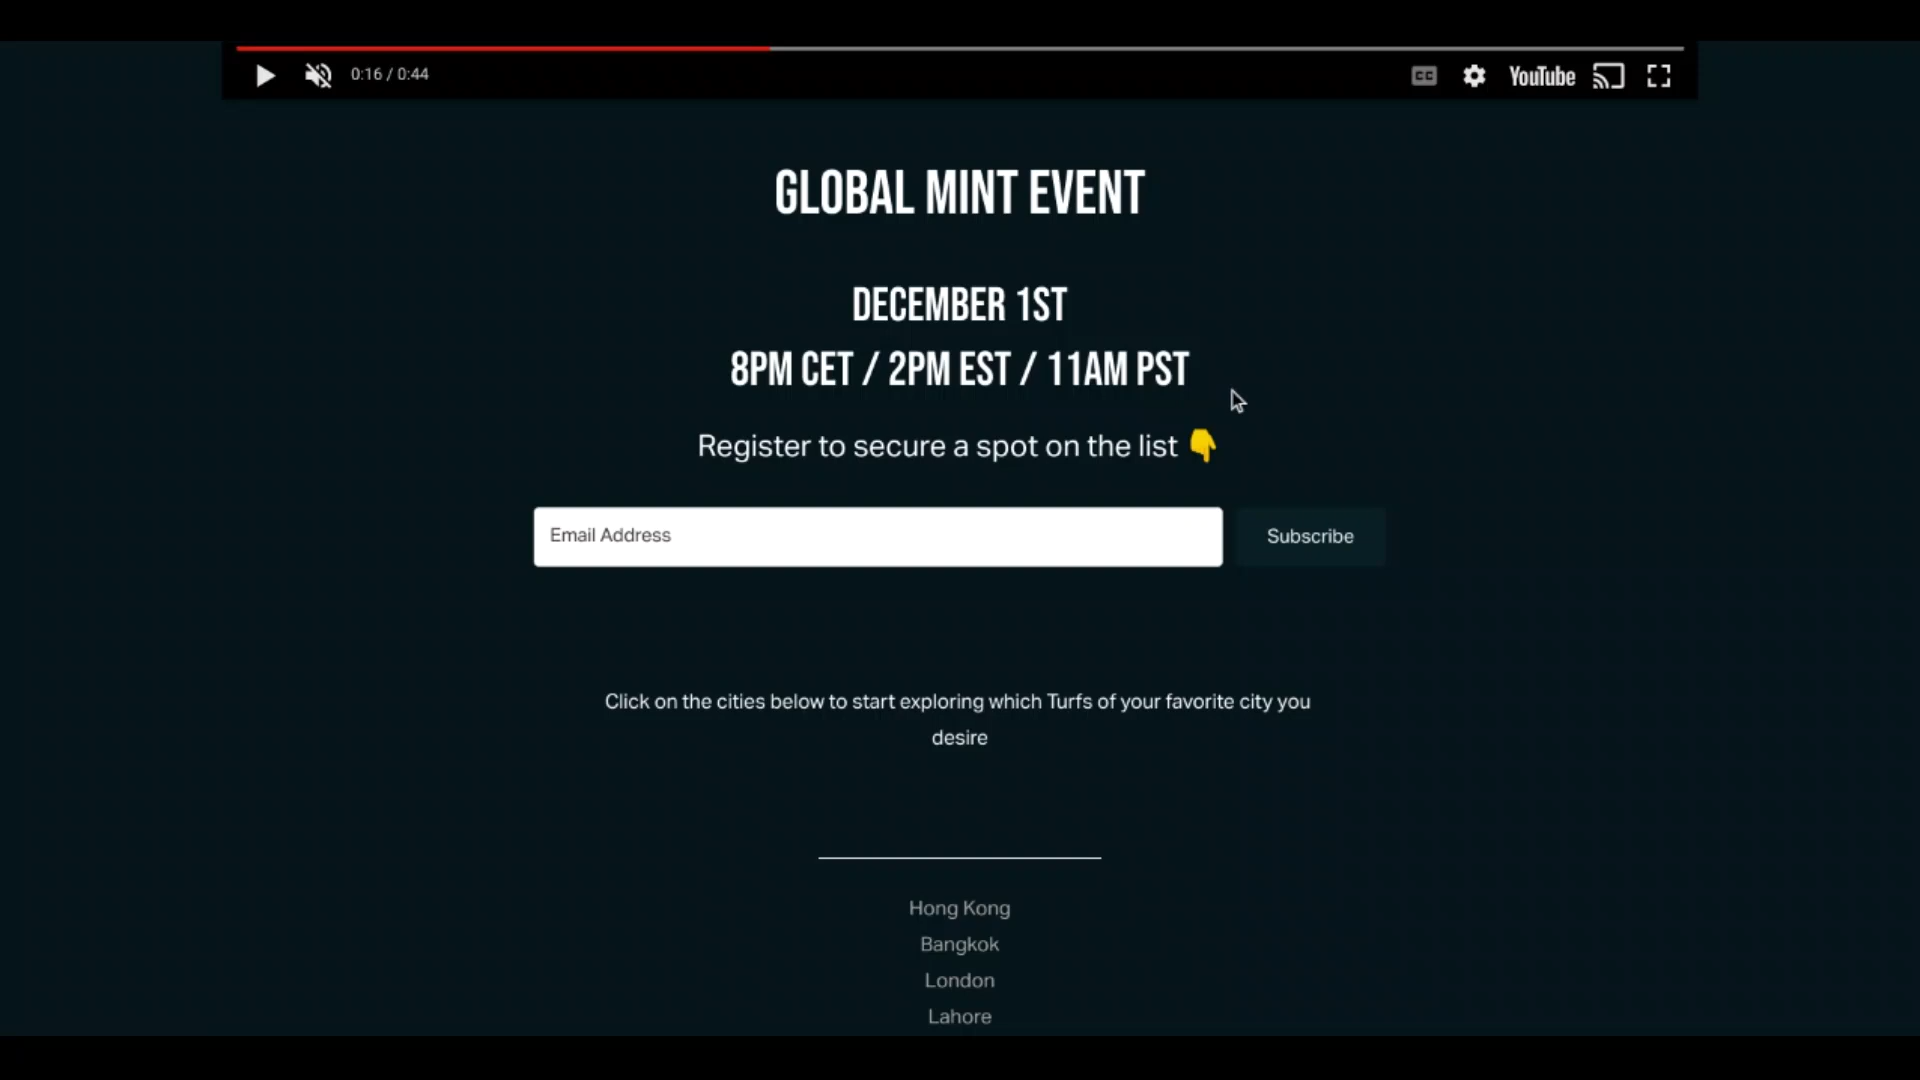 0:16 / 0:44
CC
YouTube
GLOBAL MINT EVENT
DECEMBER 1ST
8PM CET / 2PM EST / 11AM PST
Register to secure a spot on the list 👇
Email Address
Subscribe
Click on the cities below to start exploring which Turfs of your favorite city you
desire
Hong Kong
Bangkok
London
Lahore